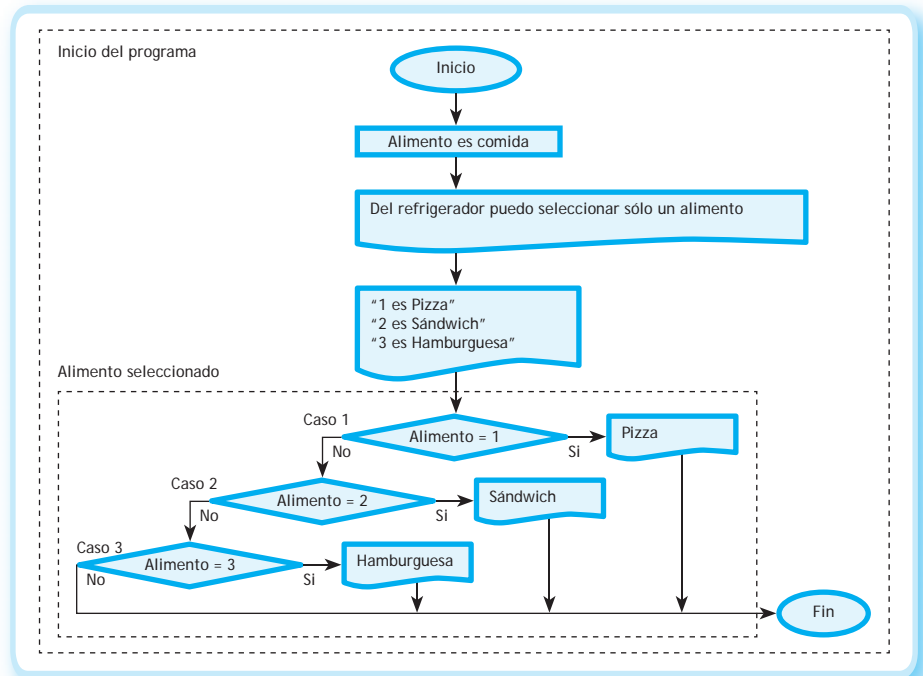 Inicio del programa
Inicio
Alimento es comida
Del refrigerador puedo seleccionar sólo un alimento
“1 es Pizza”
“2 es Sándwich”
“3 es Hamburguesa”
Alimento seleccionado
Caso 1
Alimento = 1
Pizza
No
Si
Caso 2
Alimento = 2
Sándwich
No
Si
Caso 3
Alimento = 3
Hamburguesa
No
Si
Fin